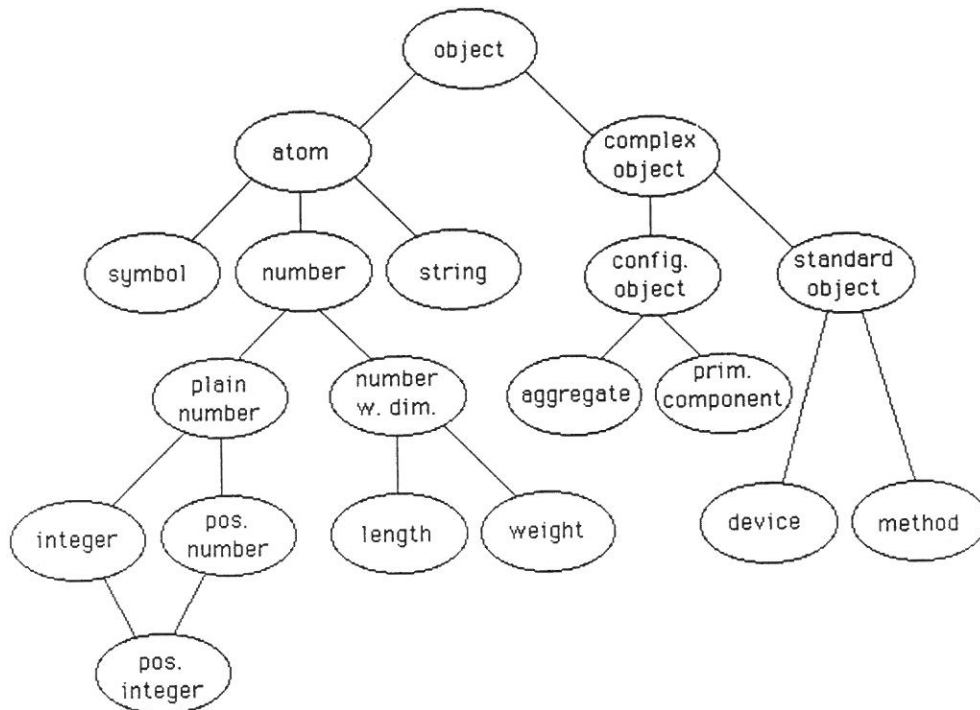 object
atom
complex
object
symbol
number
string
config.
object
standard
object
plain
number
number
w. dim.
aggregate
prim.
component
integer
pos.
number
length
weight
device
method
pos.
integer